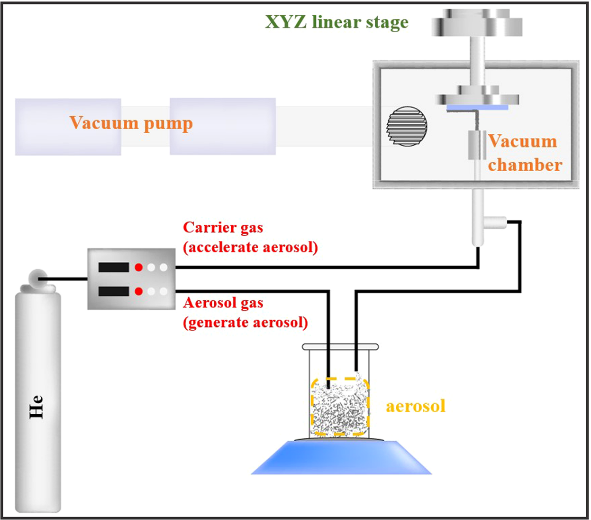 XYZ linear stage
Vacuum pump
Vacuum
chamber
Carrier gas
(accelerate aerosol)
Aerosol gas
(generate aerosol)
He
aerosol